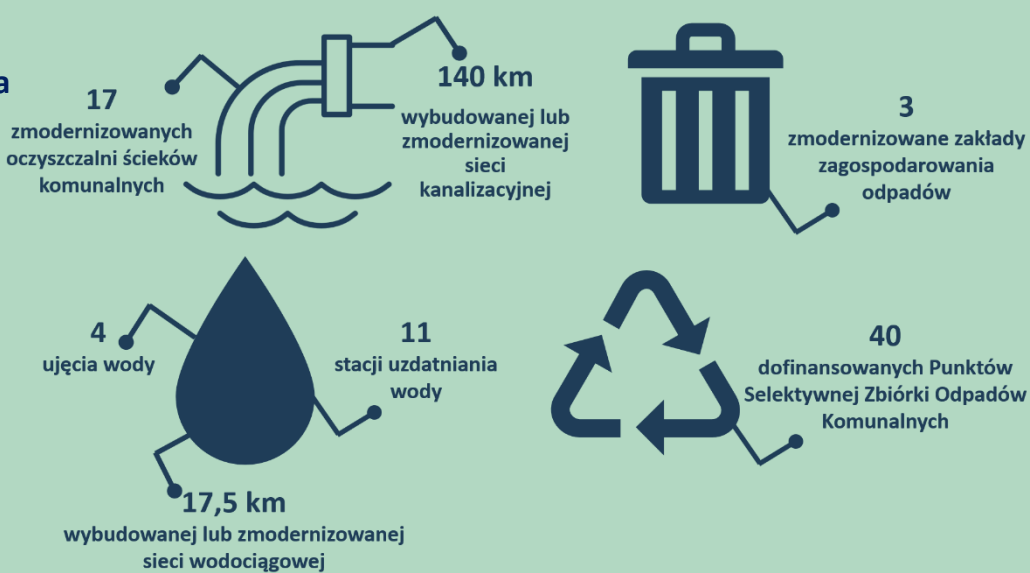 17
zmodernizowanych
oczyszczalni ścieków
komunalnych
140 km
wybudowanej lub
zmodernizowanej
sieci
kanalizacyjnej
3
zmodernizowane zakłady
zagospodarowania
odpadów
4
ujęcia wody
11
stacji uzdatniania
wody
17,5 km
wybudowanej lub zmodernizowanej
sieci wodociągowej
40
dofinansowanych Punktów
Selektywnej Zbiórki Odpadów
Komunalnych